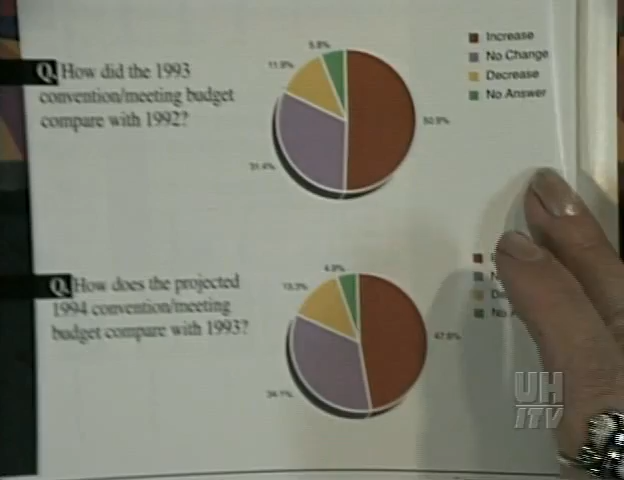 Q. How did the 1993
convention/meeting budget
compare with 1992?
5.8%
11.9%
31.4%
50.9%
Increase
No Change
Decrease
No Answer
Q. How does the projected
1994 convention/meeting
budget compare with 1993?
4.8%
13.3%
34.1%
47.8%
UH
ITV